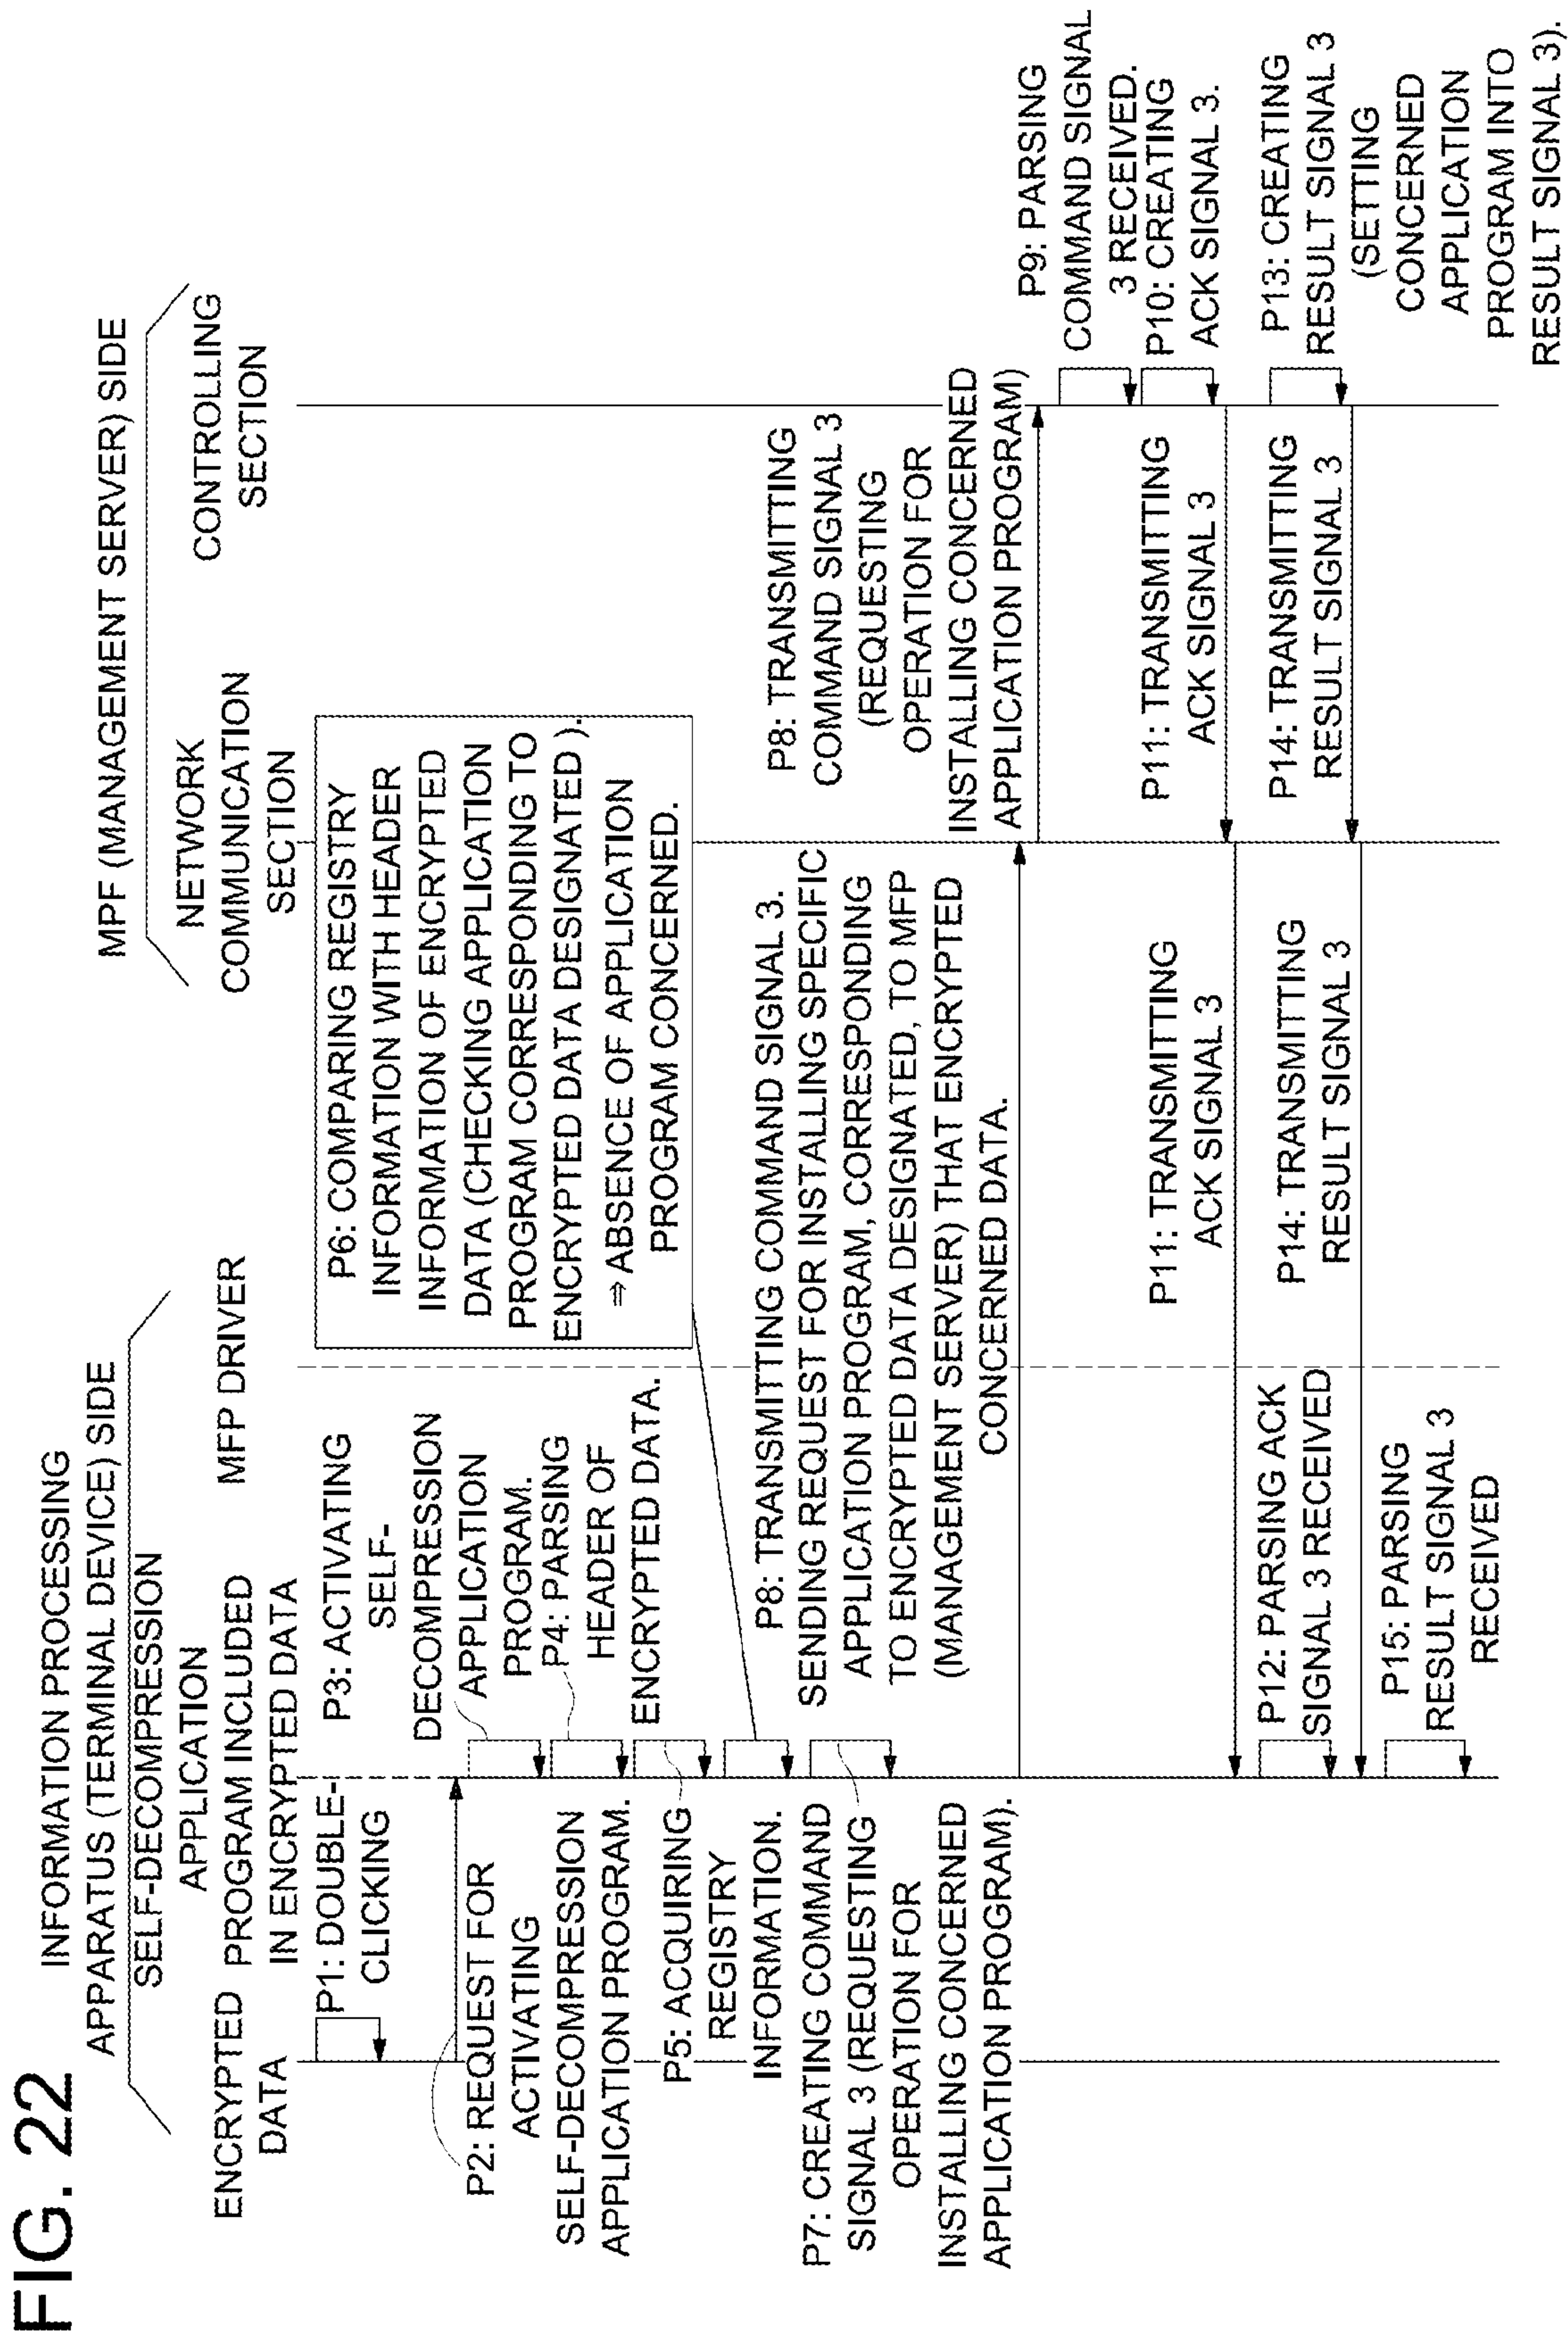 FIG. 22
INFORMATION PROCESSING
APPARATUS (TERMINAL DEVICE) SIDE
MPF (MANAGEMENT SERVER) SIDE
ENCRYPTED
DATA
SELF-DECOMPRESSION
APPLICATION
PROGRAM INCLUDED
IN ENCRYPTED DATA
MFP DRIVER
NETWORK
COMMUNICATION
SECTION
CONTROLLING
SECTION
P1: DOUBLE-
CLICKING
P2: REQUEST FOR
ACTIVATING
SELF-DECOMPRESSION
APPLICATION PROGRAM.
P3: ACTIVATING
SELF-
DECOMPRESSION
APPLICATION
PROGRAM.
P4: PARSING
HEADER OF
ENCRYPTED DATA.
P5: ACQUIRING
REGISTRY
INFORMATION.
P6: COMPARING REGISTRY
INFORMATION WITH HEADER
INFORMATION OF ENCRYPTED
DATA (CHECKING APPLICATION
PROGRAM CORRESPONDING TO
ENCRYPTED DATA DESIGNATED ).
⇒ ABSENCE OF APPLICATION
PROGRAM CONCERNED.
P7: CREATING COMMAND
SIGNAL 3 (REQUESTING
OPERATION FOR
INSTALLING CONCERNED
APPLICATION PROGRAM).
P8: TRANSMITTING COMMAND SIGNAL 3.
SENDING REQUEST FOR INSTALLING SPECIFIC
APPLICATION PROGRAM, CORRESPONDING
TO ENCRYPTED DATA DESIGNATED, TO MFP
(MANAGEMENT SERVER) THAT ENCRYPTED
CONCERNED DATA.
P8: TRANSMITTING
COMMAND SIGNAL 3
(REQUESTING
OPERATION FOR
INSTALLING CONCERNED
APPLICATION PROGRAM)
P9: PARSING
COMMAND SIGNAL
3 RECEIVED.
P10: CREATING
ACK SIGNAL 3.
P11: TRANSMITTING
ACK SIGNAL 3
P11: TRANSMITTING
ACK SIGNAL 3
P12: PARSING ACK
SIGNAL 3 RECEIVED
P13: CREATING
RESULT SIGNAL 3
(SETTING
CONCERNED
APPLICATION
PROGRAM INTO
RESULT SIGNAL 3).
P14: TRANSMITTING
RESULT SIGNAL 3
P14: TRANSMITTING
RESULT SIGNAL 3
P15: PARSING
RESULT SIGNAL 3
RECEIVED